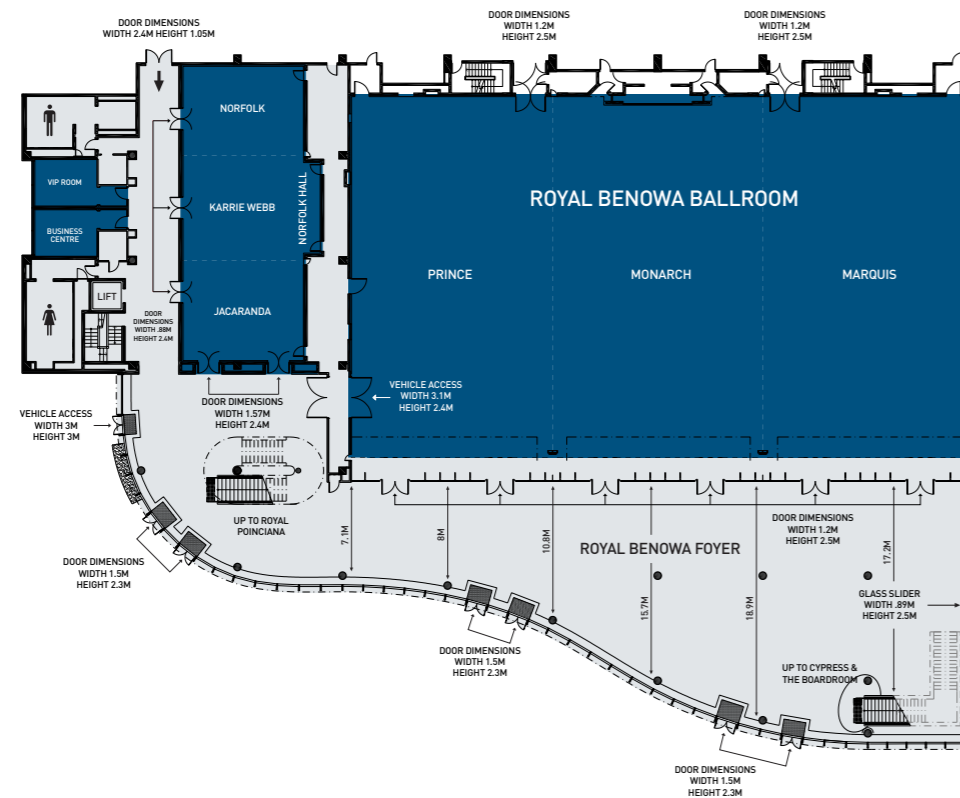 DOOR DIMENSIONS
WIDTH 2.4M HEIGHT 1.05M
DOOR DIMENSIONS
WIDTH 1.2M
HEIGHT 2.5M
DOOR DIMENSIONS
WIDTH 1.2M
HEIGHT 2.5M
NORFOLK
VIP ROOM
KARRIE WEBB
NORFOLK HALL
BUSINESS
CENTRE
ROYAL BENOWA BALLROOM
PRINCE
MONARCH
MARQUIS
LIFT
JACARANDA
DOOR
DIMENSIONS
WIDTH .88M
HEIGHT 2.4M
VEHICLE ACCESS
WIDTH 3.1M
HEIGHT 2.4M
DOOR DIMENSIONS
WIDTH 1.57M
HEIGHT 2.4M
VEHICLE ACCESS
WIDTH 3M
HEIGHT 3M
UP TO ROYAL
POINCIANA
7.1M
8M
10.8M
15.7M
18.9M
17.2M
DOOR DIMENSIONS
WIDTH 1.2M
HEIGHT 2.5M
ROYAL BENOWA FOYER
DOOR DIMENSIONS
WIDTH 1.5M
HEIGHT 2.3M
GLASS SLIDER
WIDTH .89M
HEIGHT 2.5M
DOOR DIMENSIONS
WIDTH 1.5M
HEIGHT 2.3M
UP TO CYPRESS &
THE BOARDROOM
DOOR DIMENSIONS
WIDTH 1.5M
HEIGHT 2.3M